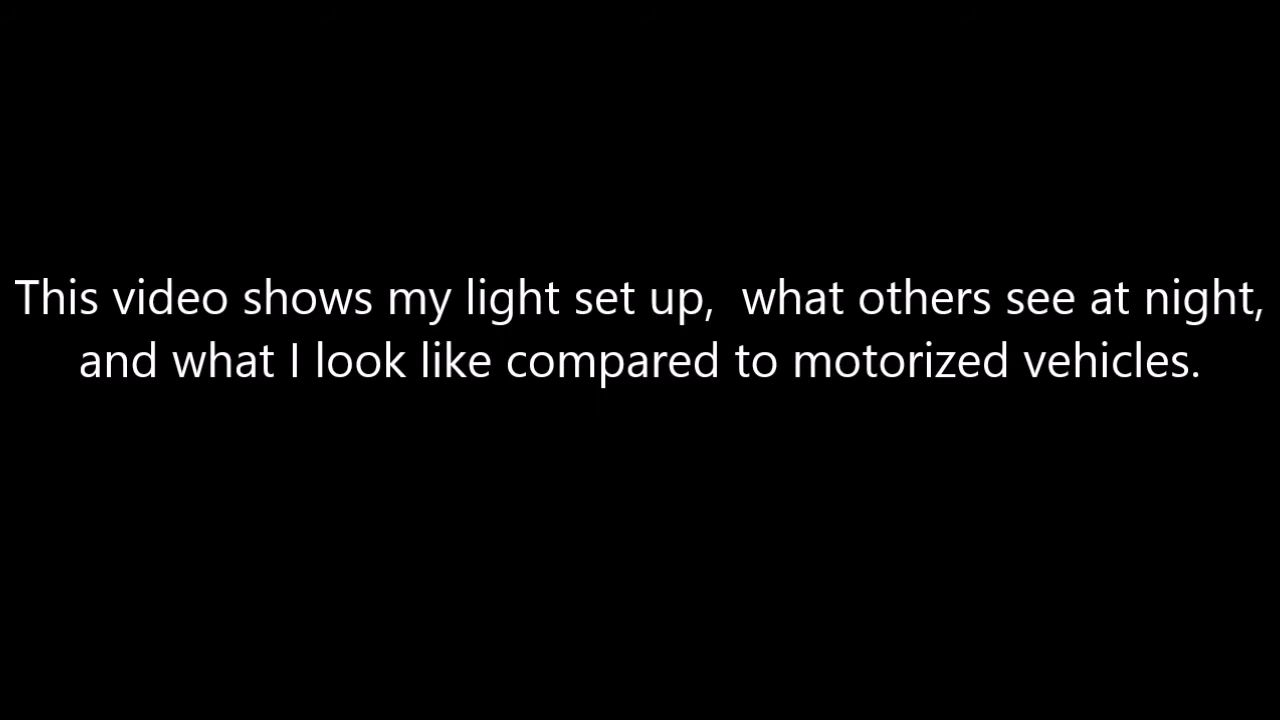 This video shows my light set up,  what others see at night,
and what I look like compared to motorized vehicles.